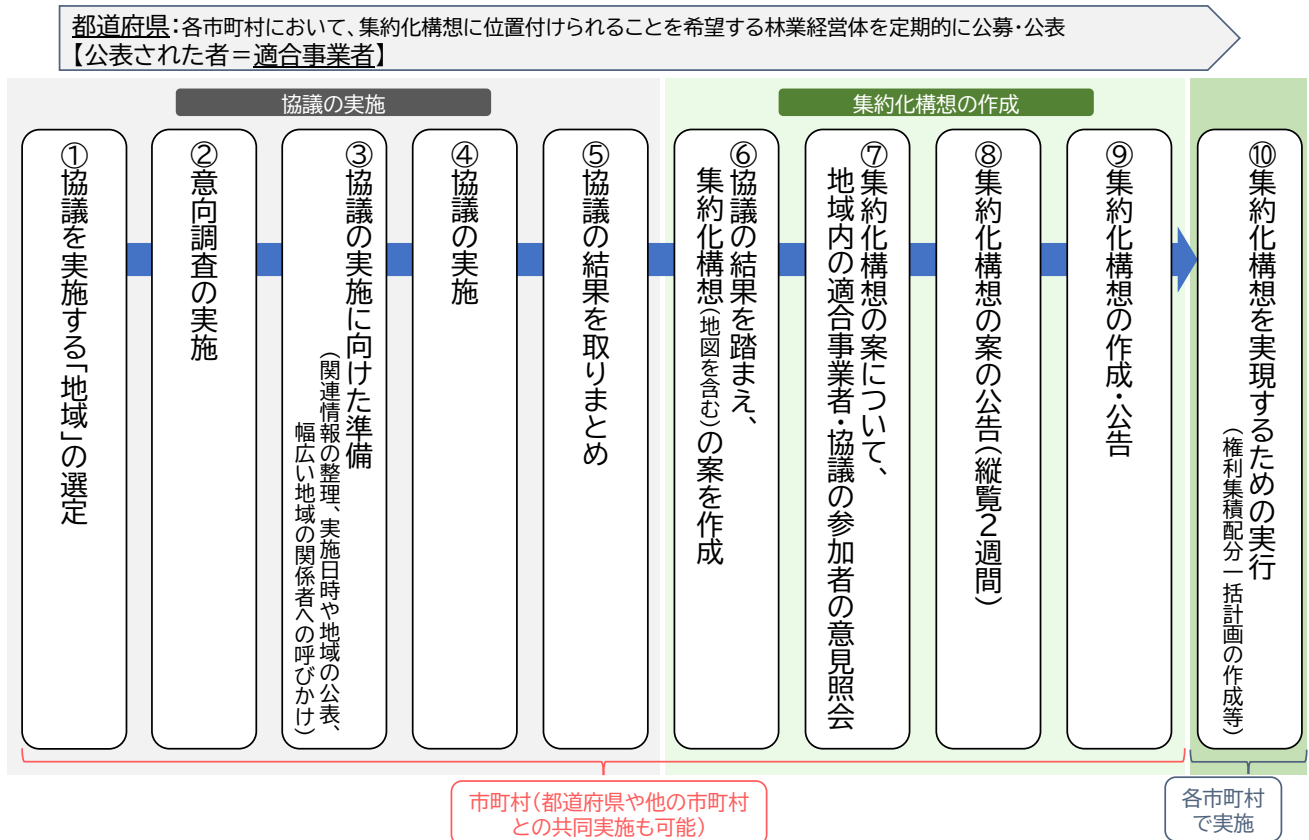 都道府県：各市町村において、集約化構想に位置付けられることを希望する林業経営体を定期的に公募・公表
【公表された者＝適合事業者】
協議の実施
集約化構想の作成
①協議を実施する「地域」の選定
②意向調査の実施
③協議の実施に向けた準備
（関連情報の整理、実施日時や地域の公表、
幅広い地域の関係者への呼びかけ）
④協議の実施
⑤協議の結果を取りまとめ
⑥協議の結果を踏まえ、
集約化構想（地図を含む）の案を作成
⑦集約化構想の案について、
地域内の適合事業者・協議の参加者の意見照会
⑧集約化構想の案の公告（縦覧２週間）
⑨集約化構想の作成・公告
⑩集約化構想を実現するための実行
（権利集積配分一括計画の作成等）
市町村（都道府県や他の市町村
との共同実施も可能）
各市町村
で実施